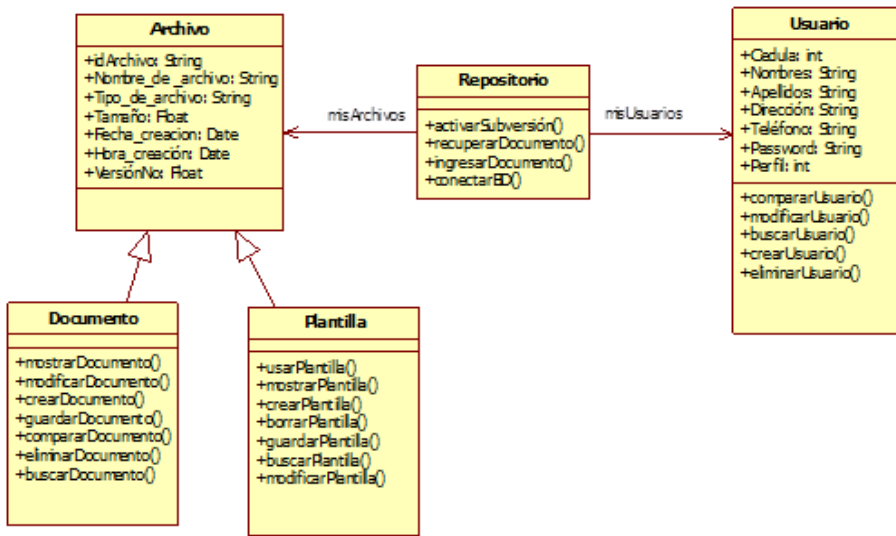 Archivo
+idArchivo: String
+Nombre_de_archivo: String
+Tipo_de_archivo: String
+Tamaño: Float
+Fecha_creacion: Date
+Hora_creación: Date
+VersiónNo: Float
misArchivos
Repositorio
+activarSubversión()
+recuperarDocumento()
+ingresarDocumento()
+conectarBD()
misUsuarios
Usuario
+Cedula: int
+Nombres: String
+Apellidos: String
+Dirección: String
+Teléfono: String
+Password: String
+Perfil: int
+compararUsuario()
+modificarUsuario()
+buscarUsuario()
+crearUsuario()
+eliminarUsuario()
Documento
+mostrarDocumento()
+modificarDocumento()
+crearDocumento()
+guardarDocumento()
+compararDocumento()
+eliminarDocumento()
+buscarDocumento()
Plantilla
+usarPlantilla()
+mostrarPlantilla()
+crearPlantilla()
+borrarPlantilla()
+guardarPlantilla()
+buscarPlantilla()
+modificarPlantilla()